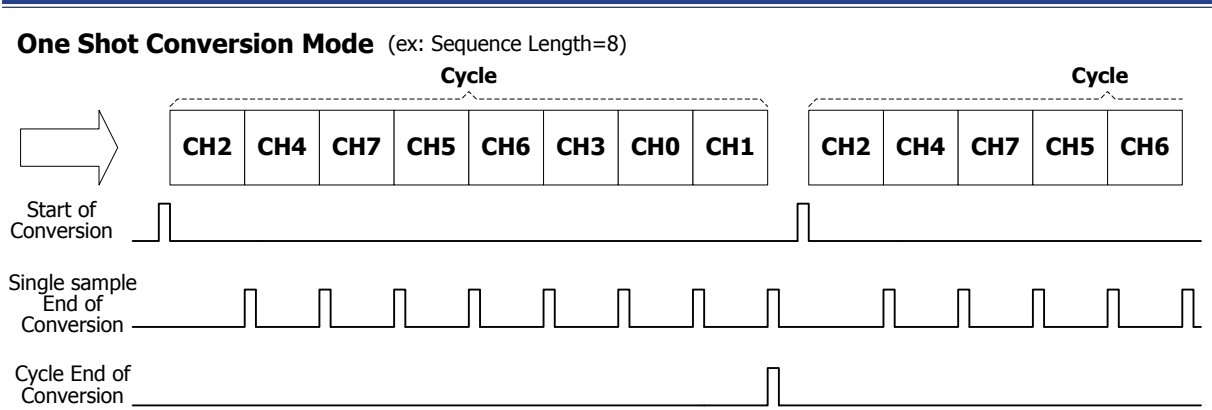 One Shot Conversion Mode (ex: Sequence Length=8)
Cycle Cycle
CH2 CH4 CH7 CH5 CH6 CH3 CH0 CH1 CH2 CH4 CH7 CH5 CH6
Start of
Conversion
Single sample
End of
Conversion
Cycle End of
Conversion